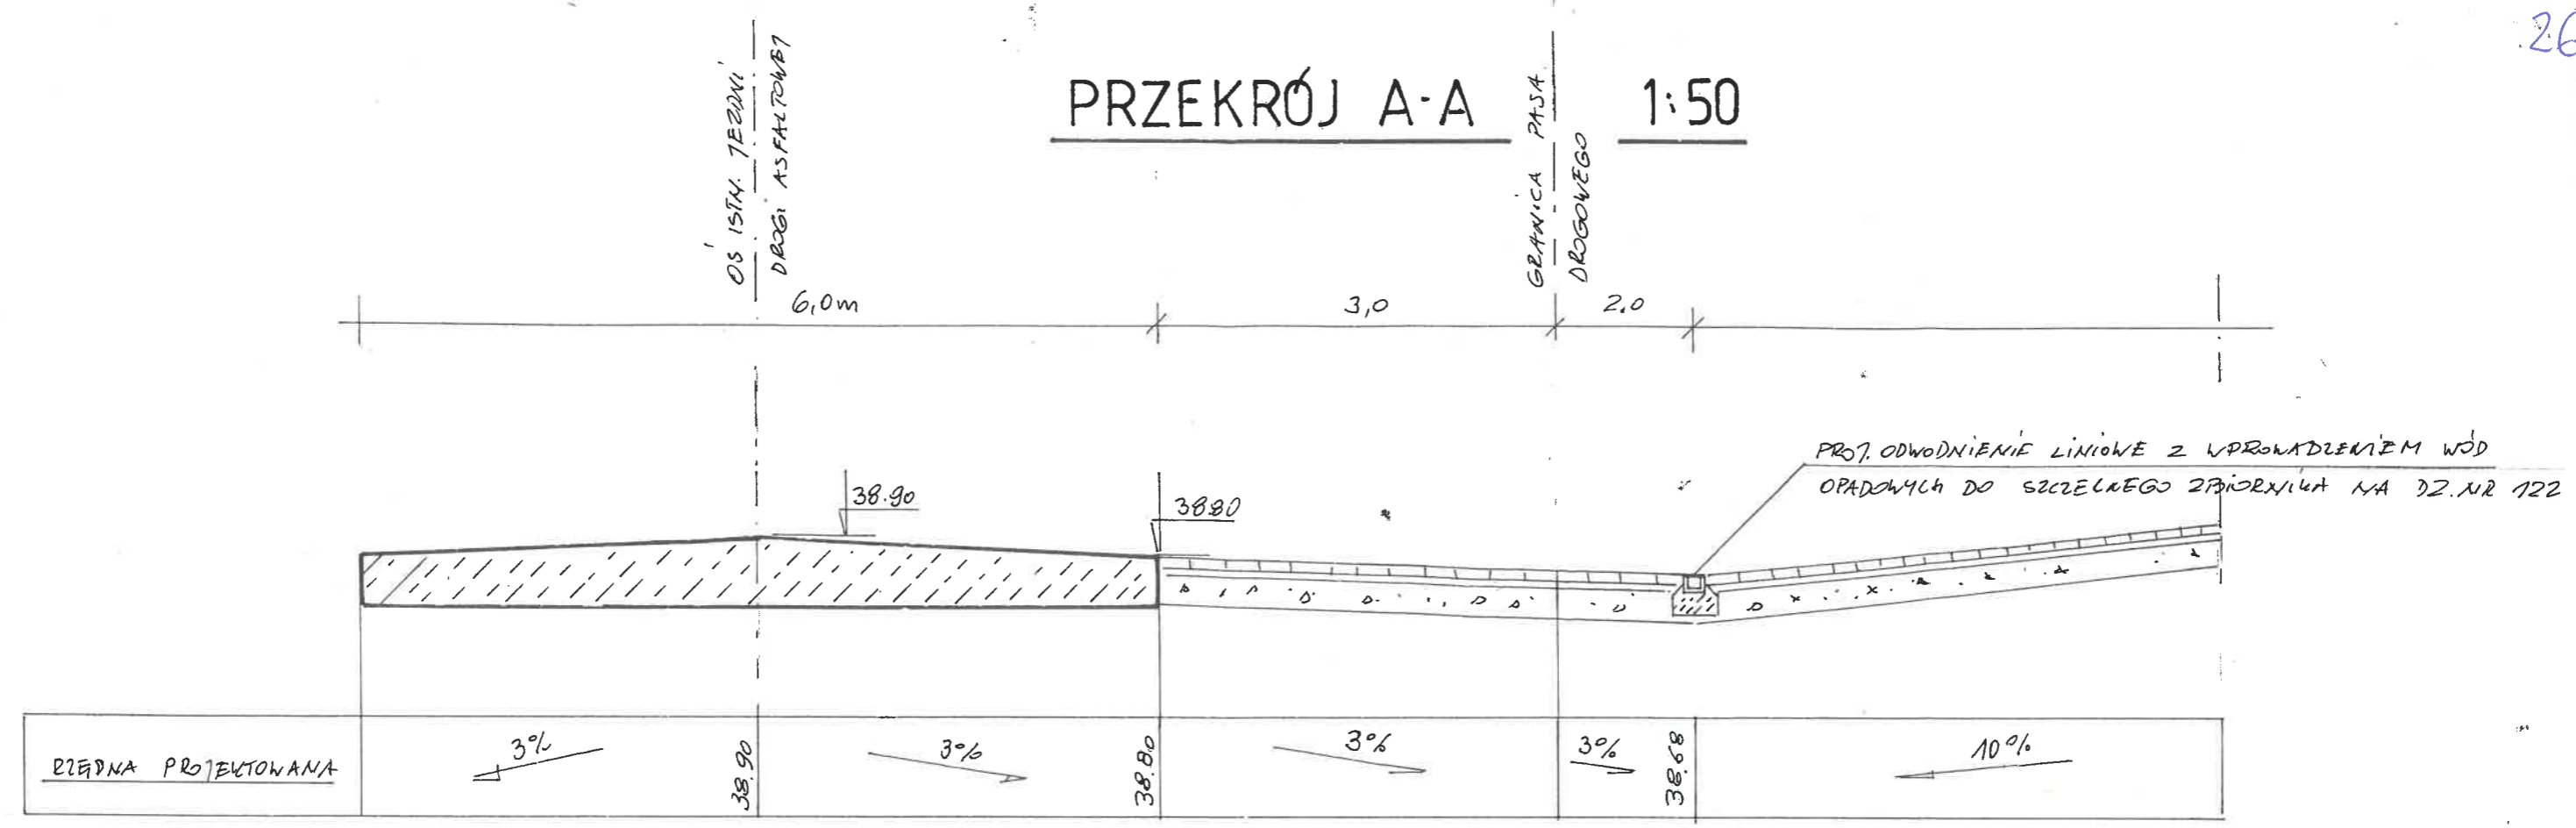 26
PRZEKRÓJ A-A 1:50
OŚ ISTN. JEZDNI
DROGI ASFALTOWEJ
GRANICA PASA
DROGOWEGO
6,0m
3,0
2.0
PROJ. ODWODNIENIE LINIOWE Z WPROWADZENIEM WÓD
OPADOWYCH DO SZCZELNEGO ZBIORNIKA NA DZ. NR 122
38.90
38.80
RZĘDNA PROJEKTOWANA
3%
38.90
3%
38.80
3%
3%
38.68
10%